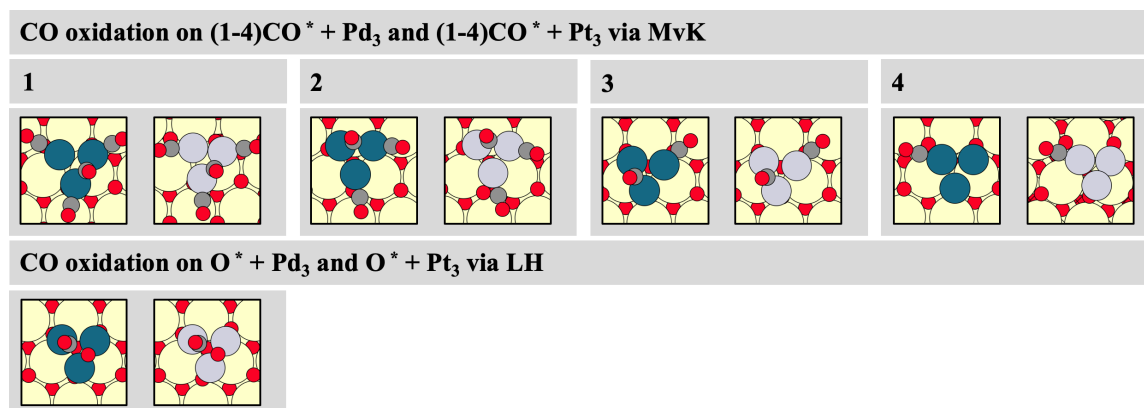 CO oxidation on (1-4)CO* + Pd₃ and (1-4)CO* + Pt₃ via MvK
1 2 3 4
CO oxidation on O* + Pd₃ and O* + Pt₃ via LH